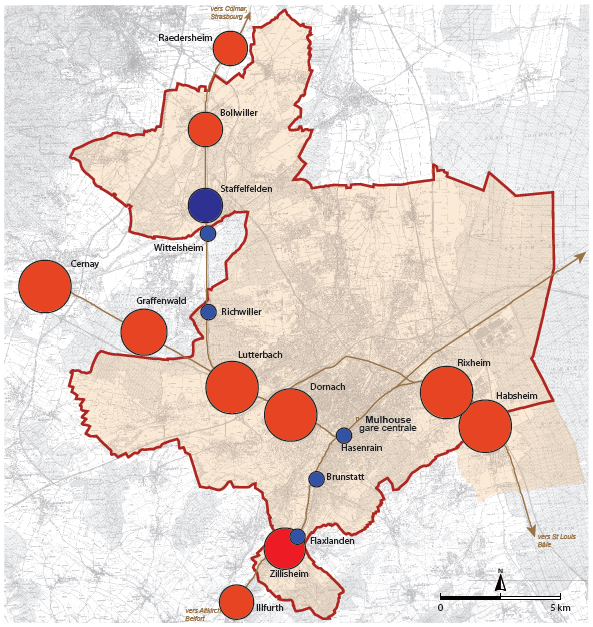 vers Colmar,
Strasbourg
Raedersheim
Bollwiller
Staffelfelden
Wittelsheim
Cernay
Graffenwald
Richwiller
Lutterbach
Dornach
Rixheim
Habsheim
Mulhouse
gare centrale
Hasenrain
Brunstatt
Flaxlanden
Zillisheim
vers St Louis
Bâle
Illfurth
vers Altkirch
Belfort
N
0
5 km